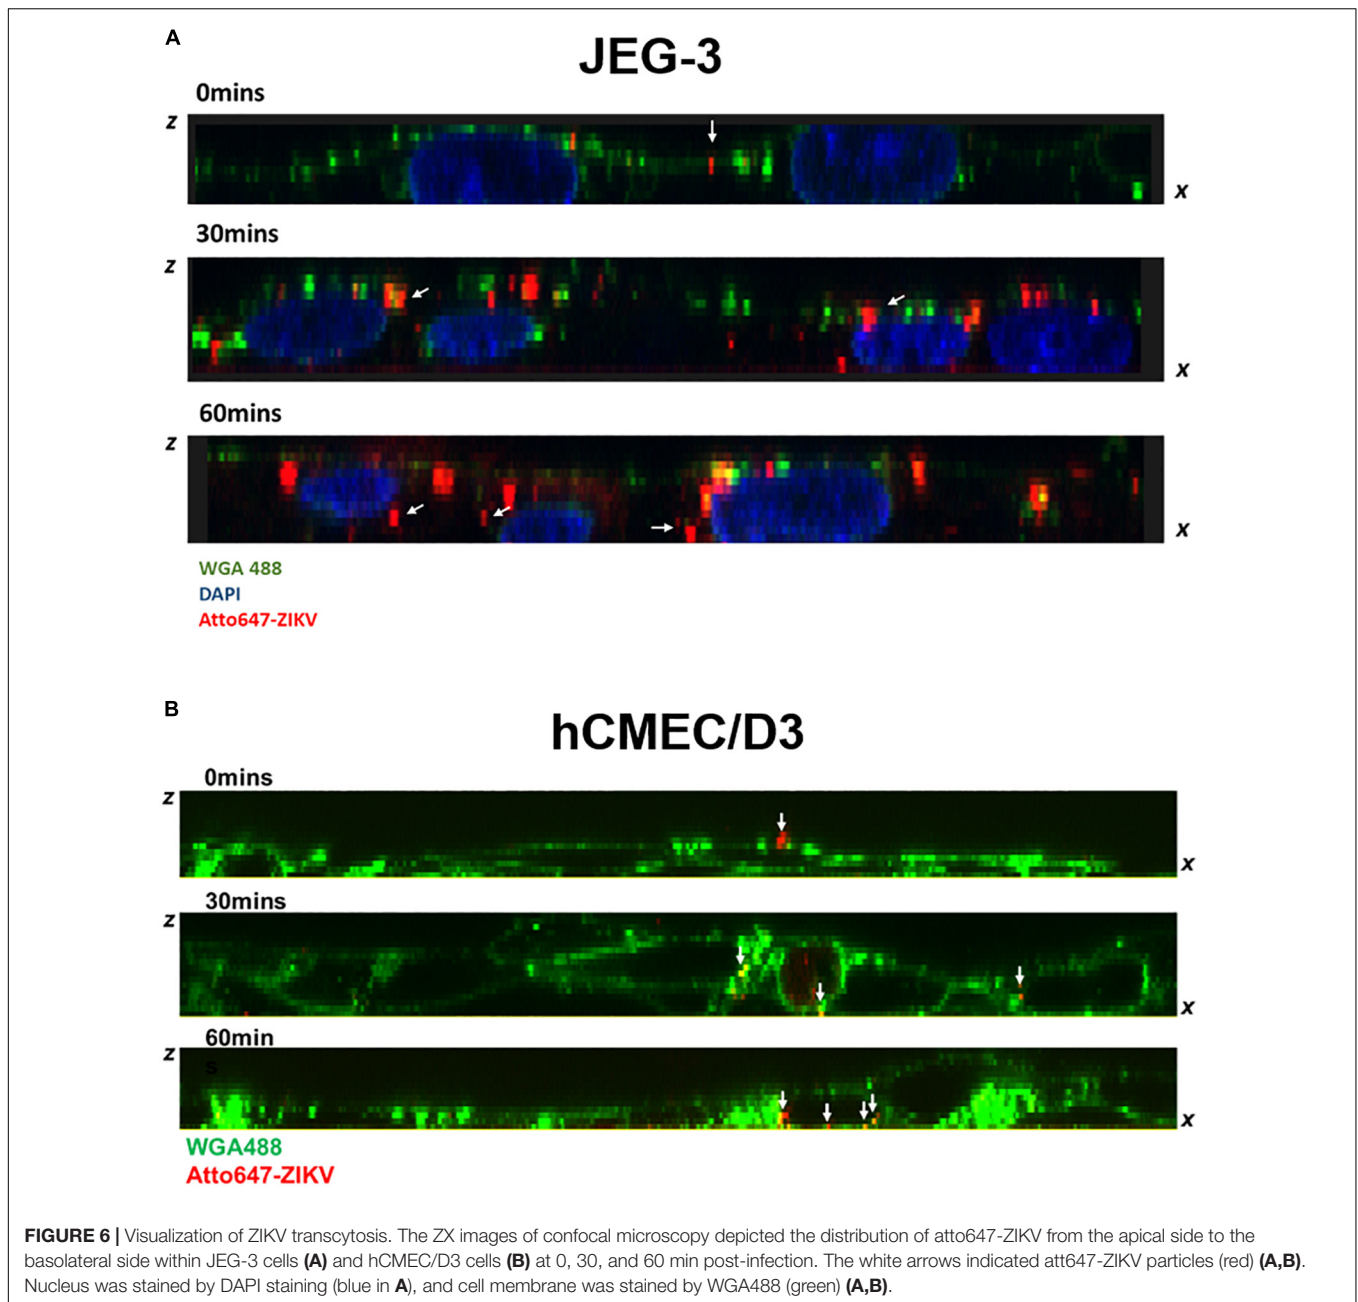 A
JEG-3
0mins
z
x
30mins
z
x
60mins
z
x
WGA 488
DAPI
Atto647-ZIKV
B
hCMEC/D3
0mins
z
x
30mins
z
x
60min
s
z
x
WGA488
Atto647-ZIKV
FIGURE 6 | Visualization of ZIKV transcytosis. The ZX images of confocal microscopy depicted the distribution of atto647-ZIKV from the apical side to the
basolateral side within JEG-3 cells (A) and hCMEC/D3 cells (B) at 0, 30, and 60 min post-infection. The white arrows indicated att647-ZIKV particles (red) (A,B).
Nucleus was stained by DAPI staining (blue in A), and cell membrane was stained by WGA488 (green) (A,B).